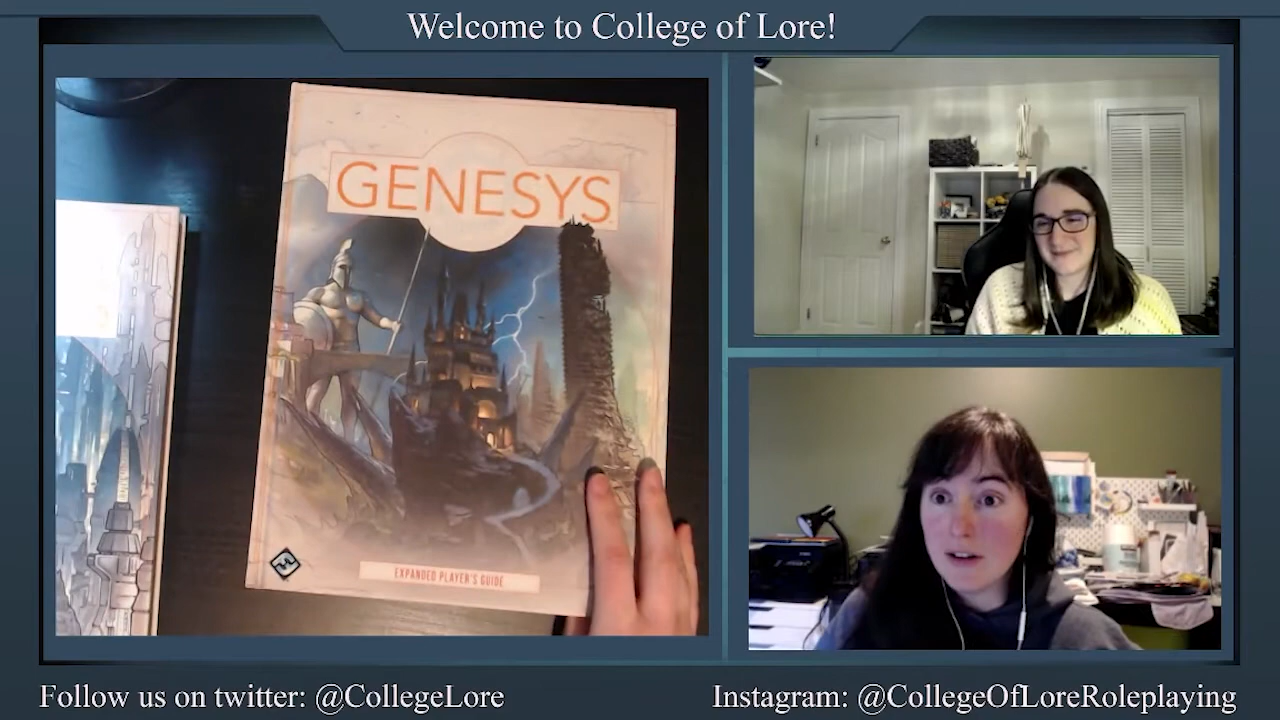 Welcome to College of Lore!
GENESYS
EXPANDED PLAYER'S GUIDE
Follow us on twitter: @CollegeLore
Instagram: @CollegeOfLoreRoleplaying